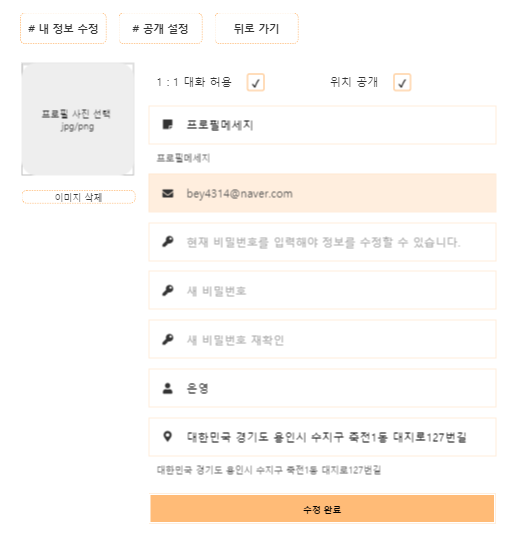 # 내 정보 수정
# 공개 설정
뒤로 가기
프로필 사진 선택
jpg/png
이미지 삭제
1 : 1 대화 허용
위치 공개
프로필메세지
프로필메세지
bey4314@naver.com
현재 비밀번호를 입력해야 정보를 수정할 수 있습니다.
새 비밀번호
새 비밀번호 재확인
은영
대한민국 경기도 용인시 수지구 죽전1동 대지로127번길
대한민국 경기도 용인시 수지구 죽전1동 대지로127번길
수정 완료